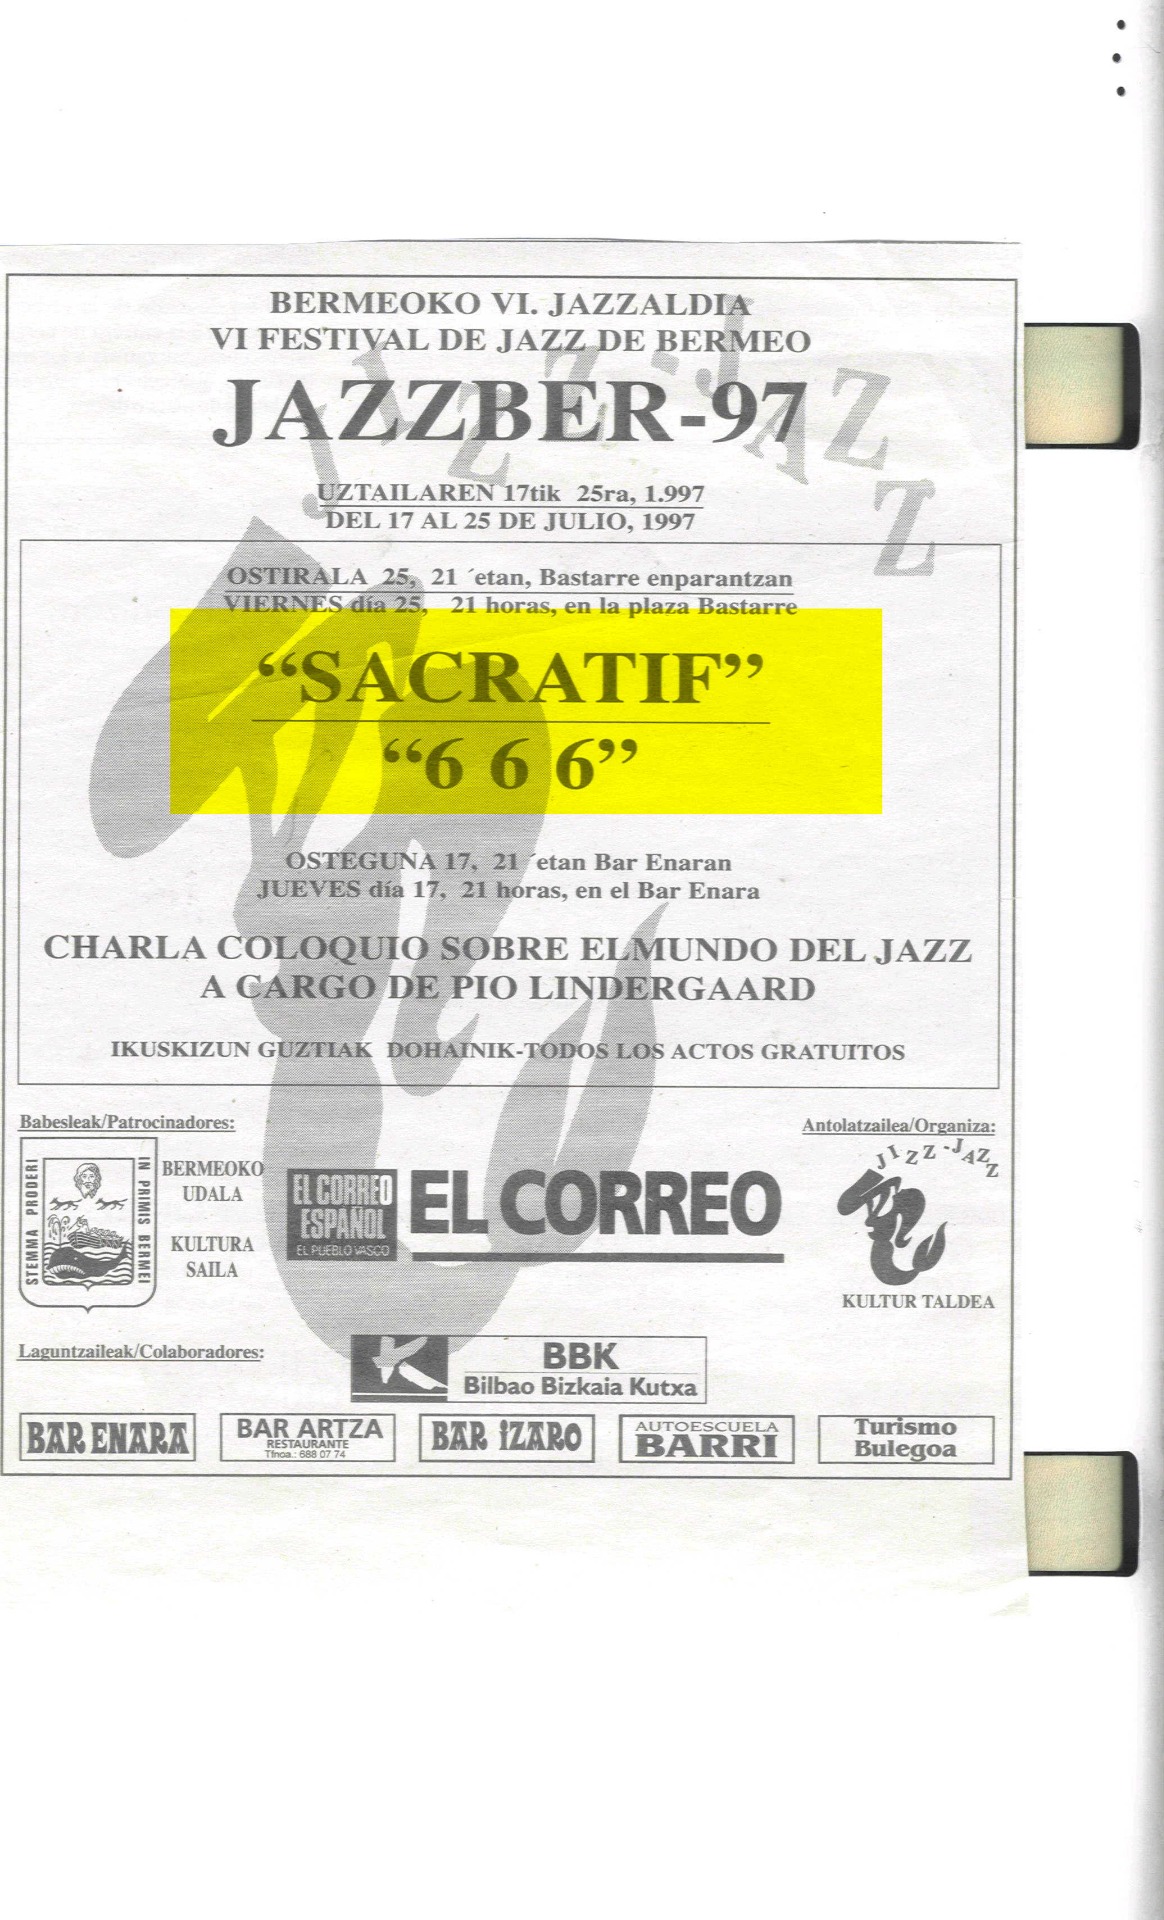 BERMEOKO VI. JAZZALDIA
VI FESTIVAL DE JAZZ DE BERMEO
JAZZBER-97
JIZZ-JAZZ
UZTAILAREN 17tik 25ra, 1.997
DEL 17 AL 25 DE JULIO, 1997
OSTIRALA 25, 21 ´etan, Bastarre enparantzan
VIERNES día 25, 21 horas, en la plaza Bastarre
“SACRATIF”
“6 6 6”
OSTEGUNA 17, 21 ´etan Bar Enaran
JUEVES día 17, 21 horas, en el Bar Enara
CHARLA COLOQUIO SOBRE EL MUNDO DEL JAZZ
A CARGO DE PIO LINDERGAARD
IKUSKIZUN GUZTIAK DOHAINIK-TODOS LOS ACTOS GRATUITOS
Babesleak/Patrocinadores:
STEMMA PRODERI
IN PRIMIS BERMEI
BERMEOKO
UDALA
KULTURA
SAILA
EL CORREO
ESPAÑOL
EL PUEBLO VASCO
EL CORREO
Antolatzailea/Organiza:
JIZZ-JAZZ
KULTUR TALDEA
Laguntzaileak/Colaboradores:
BBK
Bilbao Bizkaia Kutxa
BAR ENARA
BAR ARTZA
RESTAURANTE
Tfnoa.: 688 07 74
BAR iZARO
AUTOESCUELA
BARRI
Turismo
Bulegoa